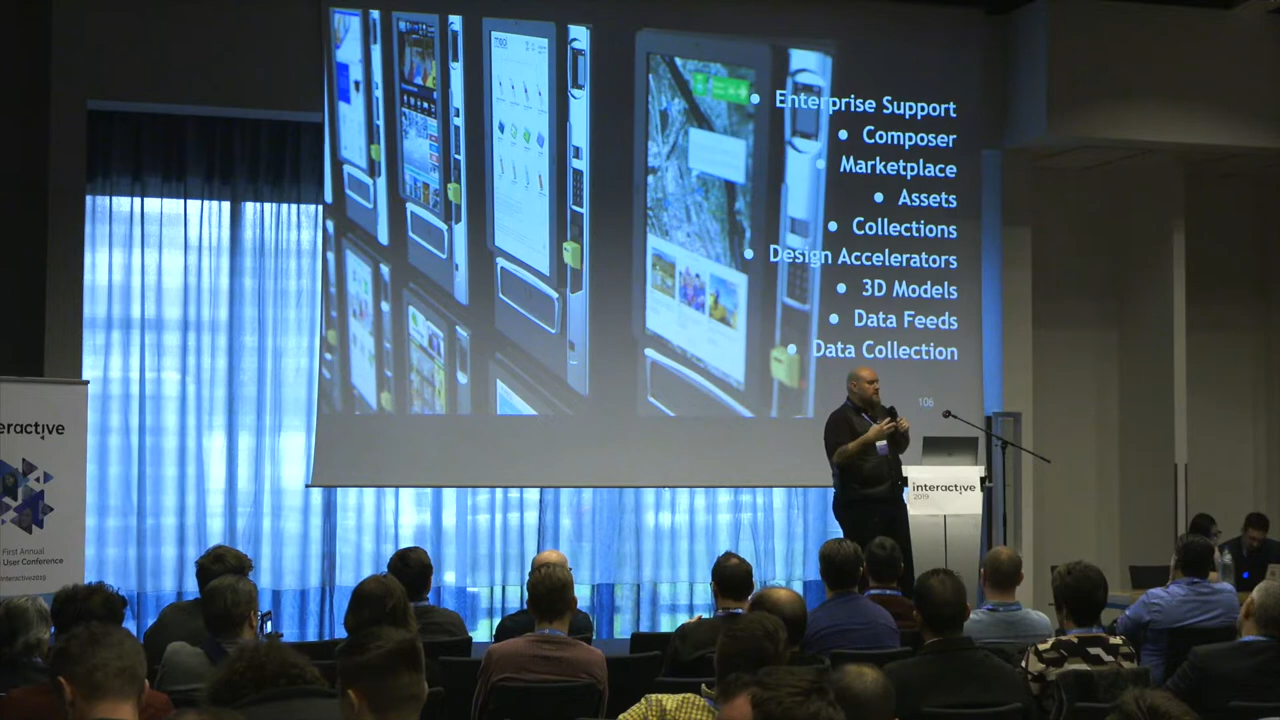 Enterprise Support
Composer
Marketplace
Assets
Collections
Design Accelerators
3D Models
Data Feeds
Data Collection
106
eractive
First Annual
User Conference
interactive
2019